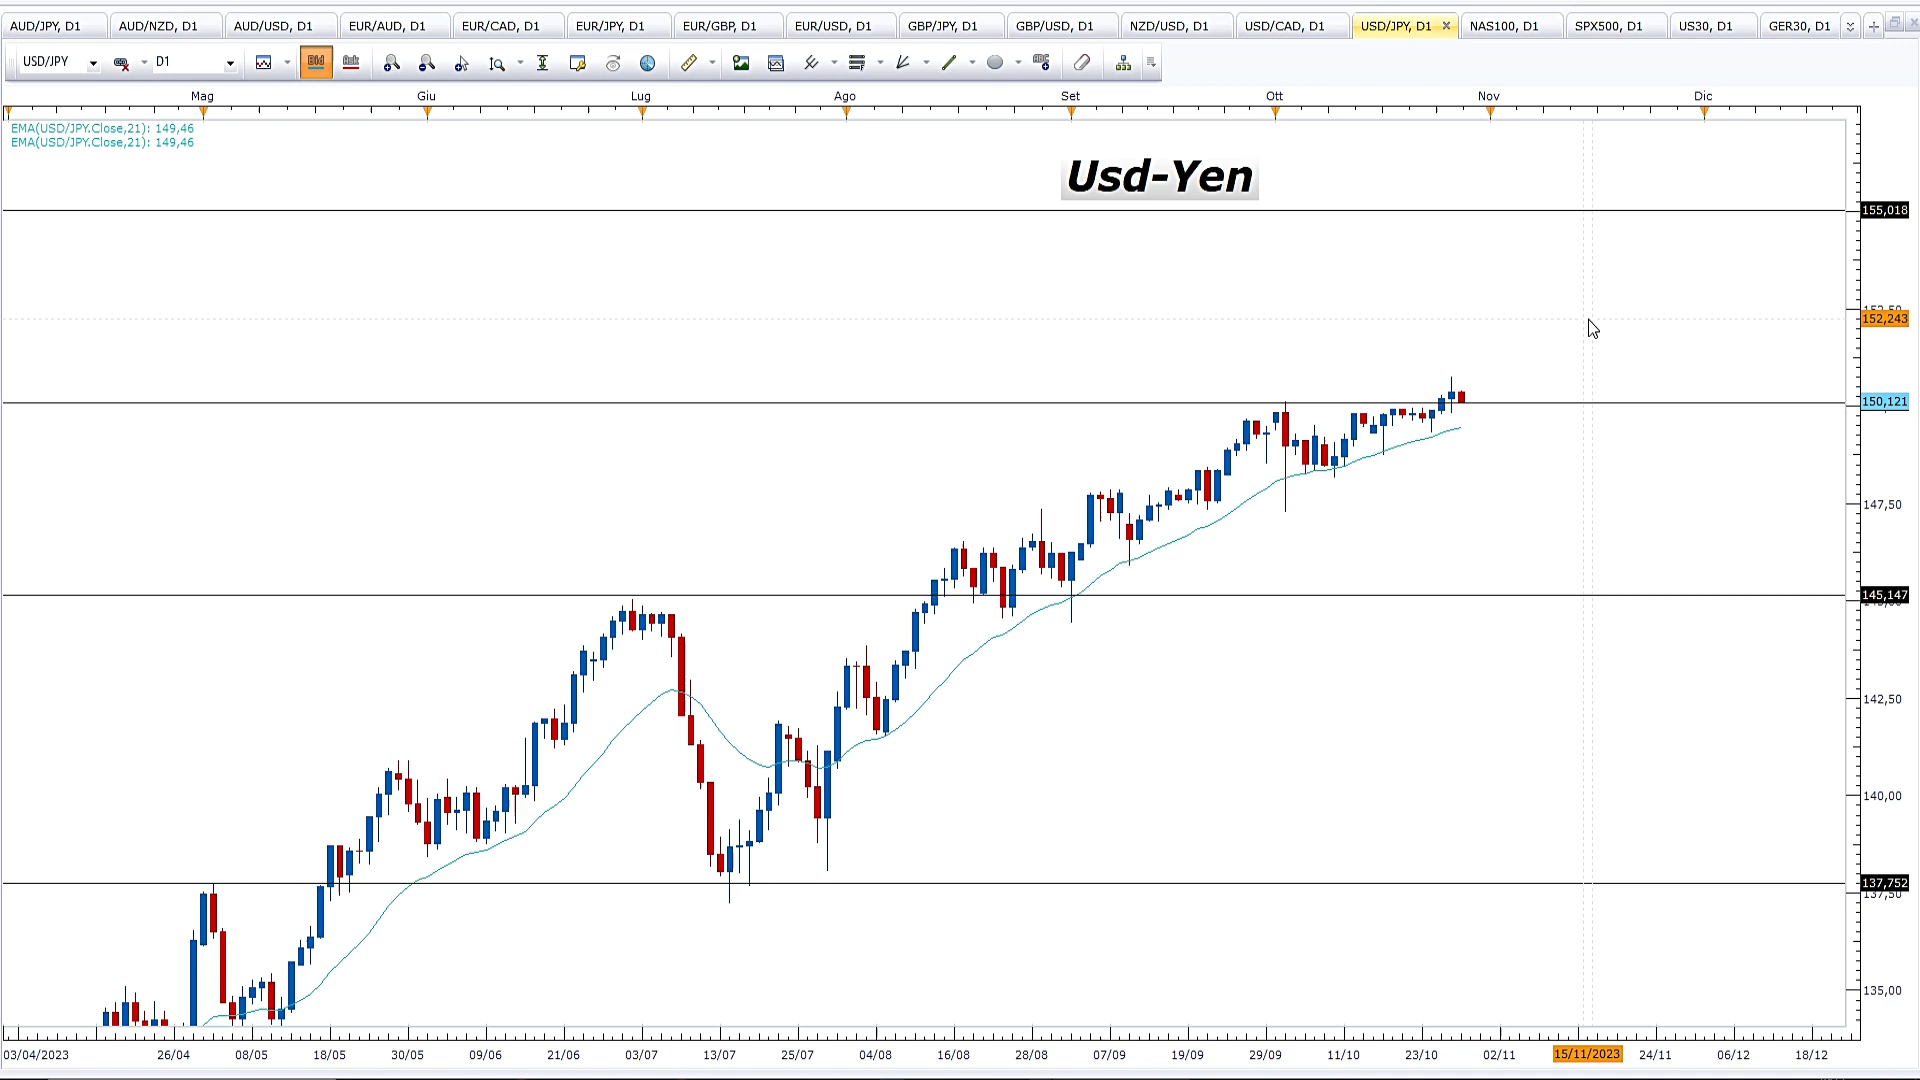 AUD/JPY, D1 AUD/NZD, D1 AUD/USD, D1 EUR/AUD, D1 EUR/CAD, D1 EUR/JPY, D1 EUR/GBP, D1 EUR/USD, D1 GBP/JPY, D1 GBP/USD, D1 NZD/USD, D1 USD/CAD, D1 USD/JPY, D1 NAS100, D1 SPX500, D1 US30, D1 GER30, D1
USD/JPY D1 Bid Ask
Mag Giu Lug Ago Set Ott Nov Dic
EMA(USD/JPY.Close,21): 149,46
EMA(USD/JPY.Close,21): 149,46
Usd-Yen
155,018
152,243
150,121
147,50
145,147
142,50
140,00
137,752
137,50
135,00
03/04/2023 26/04 08/05 18/05 30/05 09/06 21/06 03/07 13/07 25/07 04/08 16/08 28/08 07/09 19/09 29/09 11/10 23/10 02/11 15/11/2023 24/11 06/12 18/12